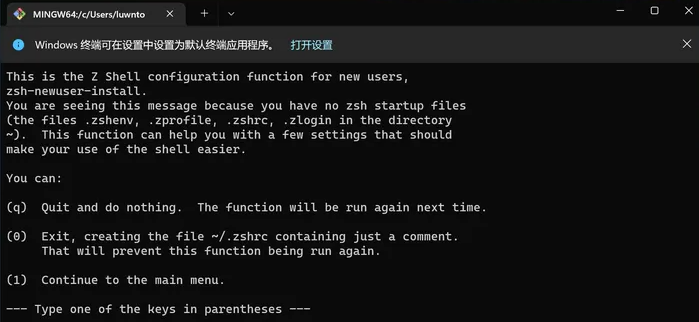 MINGW64:/c/Users/luwnto
Windows 终端可在设置中设置为默认终端应用程序。 打开设置
This is the Z Shell configuration function for new users,
zsh-newuser-install.
You are seeing this message because you have no zsh startup files
(the files .zshenv, .zprofile, .zshrc, .zlogin in the directory
~).  This function can help you with a few settings that should
make your use of the shell easier.
You can:
(q)  Quit and do nothing.  The function will be run again next time.
(0)  Exit, creating the file ~/.zshrc containing just a comment.
     That will prevent this function being run again.
(1)  Continue to the main menu.
--- Type one of the keys in parentheses ---